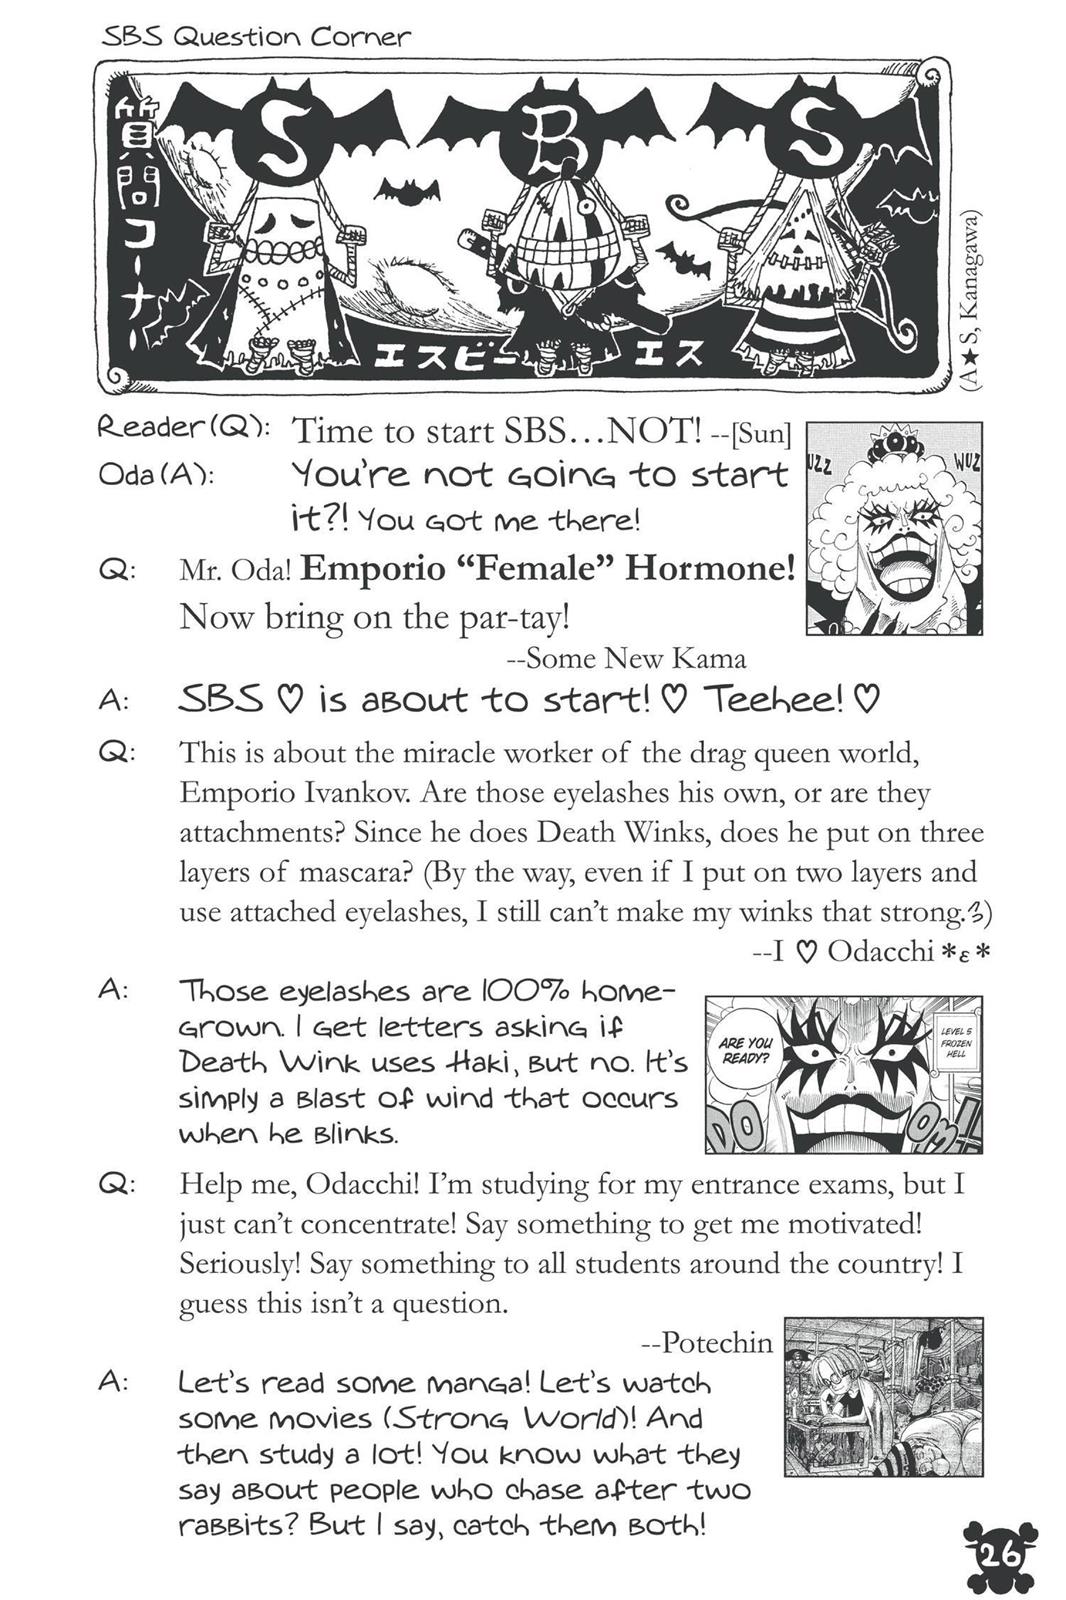 SBS Question Corner
質問コーナー
S B S
エスビーエス
(A★S, Kanagawa)
Reader(Q): Time to start SBS…NOT! --[Sun]
Oda(A): You're not going to start
it?! You got me there!
WUZZ
WUZ
Q: Mr. Oda! Emporio “Female” Hormone!
Now bring on the par-tay!
--Some New Kama
A: SBS ♡ is about to start! ♡ Teehee! ♡
Q: This is about the miracle worker of the drag queen world,
Emporio Ivankov. Are those eyelashes his own, or are they
attachments? Since he does Death Winks, does he put on three
layers of mascara? (By the way, even if I put on two layers and
use attached eyelashes, I still can't make my winks that strong.)
--I ♡ Odacchi *ε*
A: Those eyelashes are 100% home-
grown. I get letters asking if
Death Wink uses Haki, but no. It's
simply a blast of wind that occurs
when he blinks.
ARE YOU
READY?
LEVEL 5
FROZEN
HELL
DO
OM!!
Q: Help me, Odacchi! I'm studying for my entrance exams, but I
just can't concentrate! Say something to get me motivated!
Seriously! Say something to all students around the country! I
guess this isn't a question.
--Potechin
A: Let's read some manga! Let's watch
some movies (Strong World)! And
then study a lot! You know what they
say about people who chase after two
rabbits? But I say, catch them both!
26